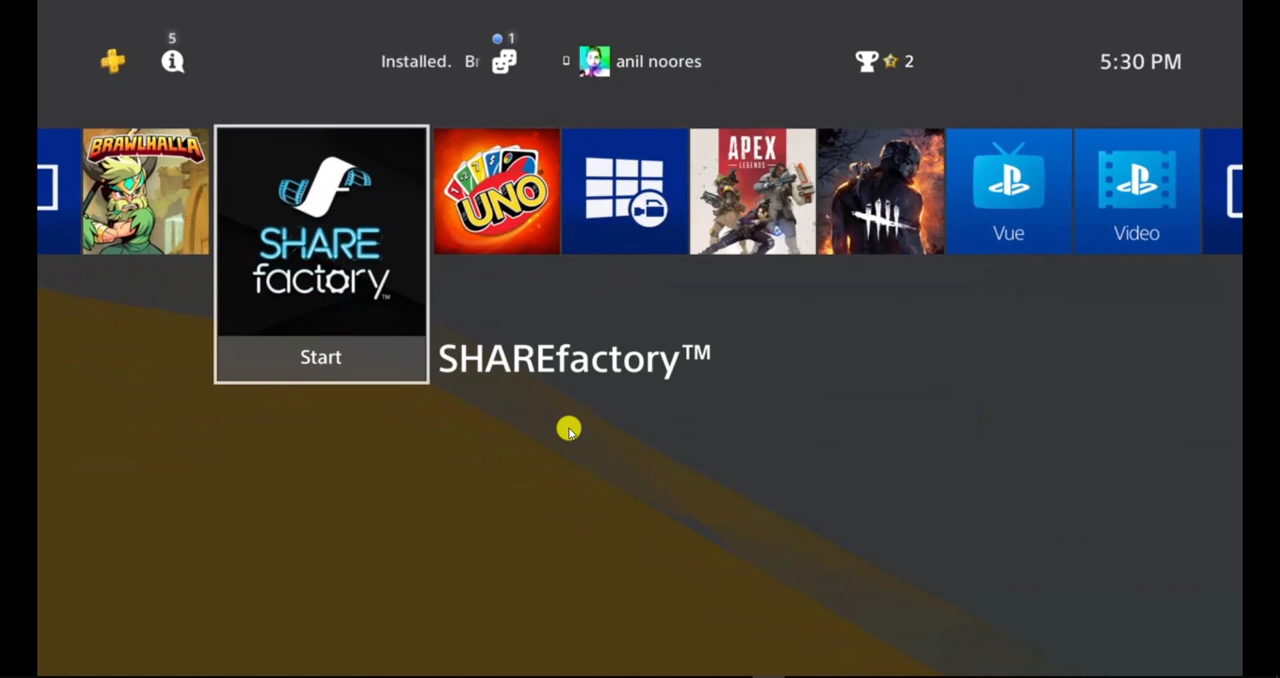 5
Installed. Br
1
anil noores
2
5:30 PM
BRAWLHALLA
SHARE
factory™
UNO
APEX
LEGENDS
Vue
Video
Start
SHAREfactory™